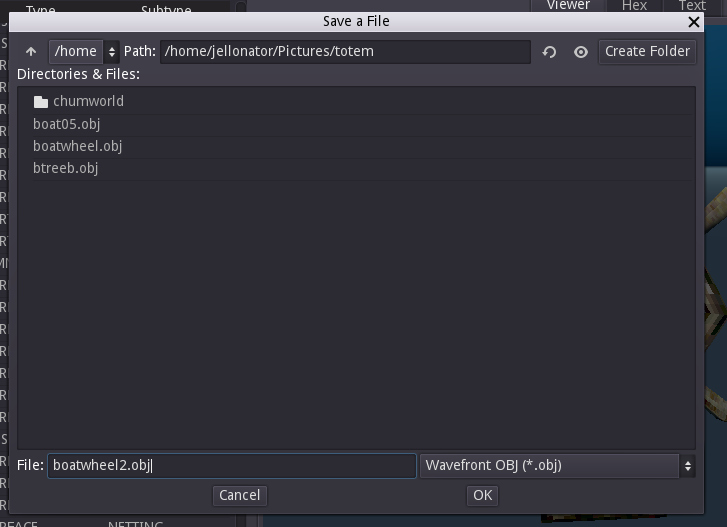 Type Subtype Viewer Hex Text
Save a File
/home Path: /home/jellonator/Pictures/totem Create Folder
Directories & Files:
chumworld
boat05.obj
boatwheel.obj
btreeb.obj
File: boatwheel2.obj Wavefront OBJ (*.obj)
Cancel OK
NETTING